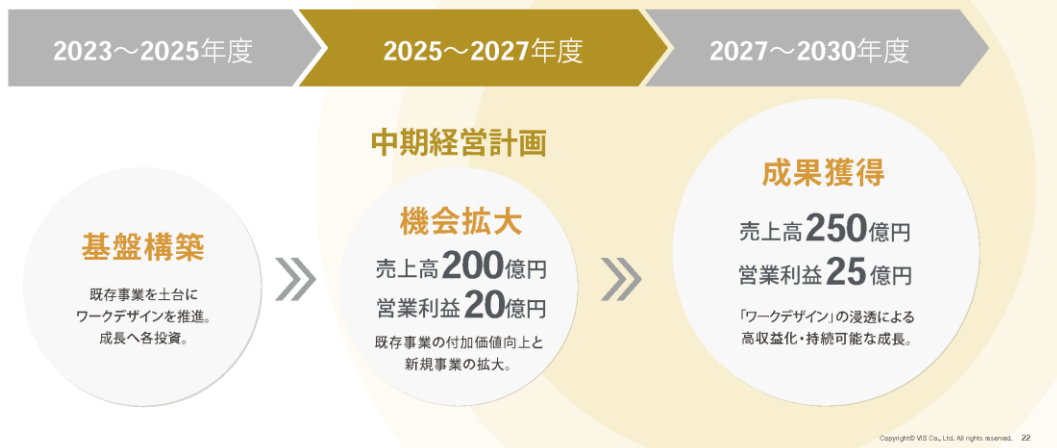 2023～2025年度
2025～2027年度
2027～2030年度
基盤構築
既存事業を土台に
ワークデザインを推進。
成長へ各投資。
中期経営計画
機会拡大
売上高200億円
営業利益20億円
既存事業の付加価値向上と
新規事業の拡大。
成果獲得
売上高250億円
営業利益25億円
「ワークデザイン」の浸透による
高収益化・持続可能な成長。
Copyright© VIS Co., Ltd. All rights reserved. 22